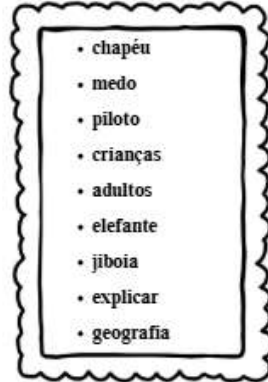 • chapéu
• medo
• piloto
• crianças
• adultos
• elefante
• jiboia
• explicar
• geografia